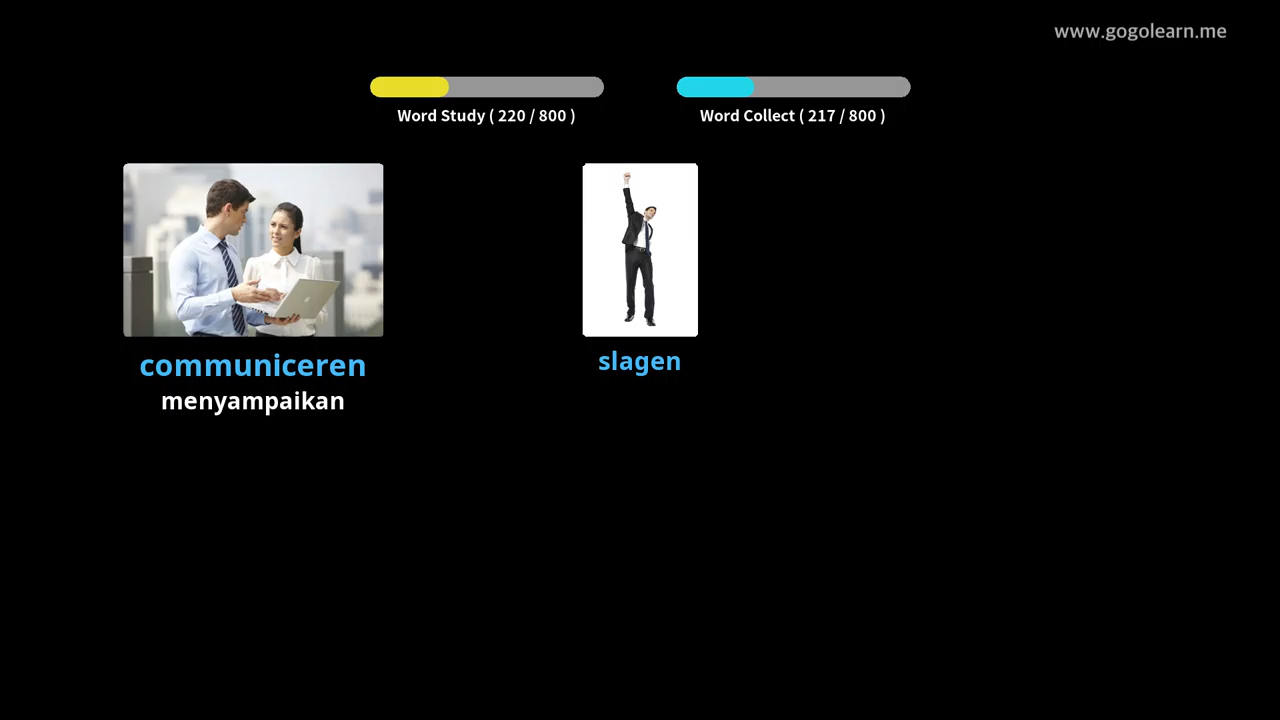 www.gogolearn.me
Word Study ( 220 / 800 )
Word Collect ( 217 / 800 )
communiceren
menyampaikan
slagen